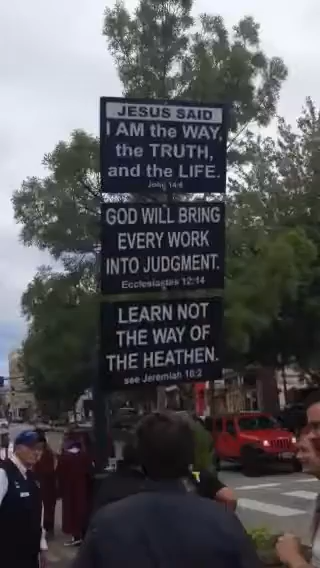 JESUS SAID
I AM the WAY,
the TRUTH,
and the LIFE.
John 14:6
GOD WILL BRING
EVERY WORK
INTO JUDGMENT.
Ecclesiastes 12:14
LEARN NOT
THE WAY OF
THE HEATHEN.
see Jeremiah 10:2